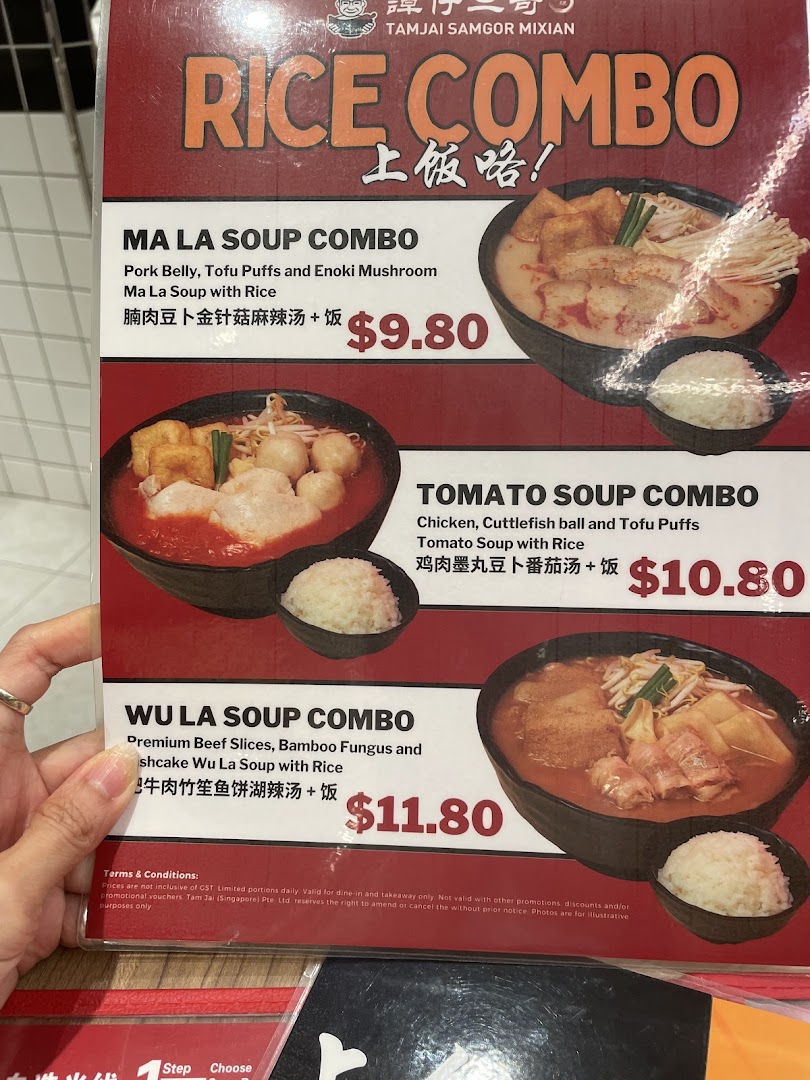 譚仔三哥
TAMJAI SAMGOR MIXIAN
RICE COMBO
上饭咯!
MA LA SOUP COMBO
Pork Belly, Tofu Puffs and Enoki Mushroom
Ma La Soup with Rice
腩肉豆卜金针菇麻辣汤 + 饭
$9.80
TOMATO SOUP COMBO
Chicken, Cuttlefish ball and Tofu Puffs
Tomato Soup with Rice
鸡肉墨丸豆卜番茄汤 + 饭
$10.80
WU LA SOUP COMBO
Premium Beef Slices, Bamboo Fungus and
shcake Wu La Soup with Rice
牛肉竹笙鱼饼湖辣汤 + 饭
$11.80
Terms & Conditions:
Prices are not inclusive of GST. Limited portions daily. Valid for dine-in and takeaway only. Not valid with other promotions, discounts and/or
promotional vouchers. Tam Jai (Singapore) Pte. Ltd. reserves the right to amend or cancel the without prior notice. Photos are for illustrative
purposes only.
1 Step Choose
上